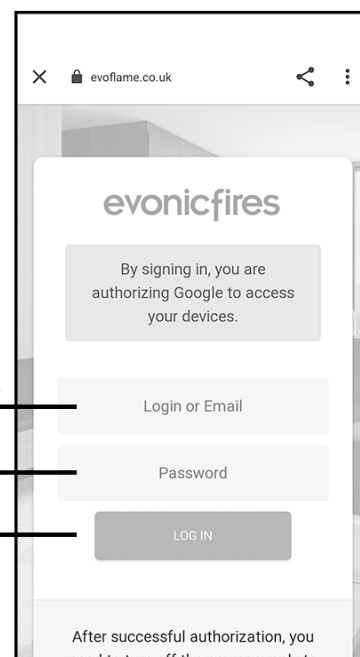 evoflame.co.uk
evonicfires
By signing in, you are
authorizing Google to access
your devices.
Login or Email
Password
LOG IN
After successful authorization, you